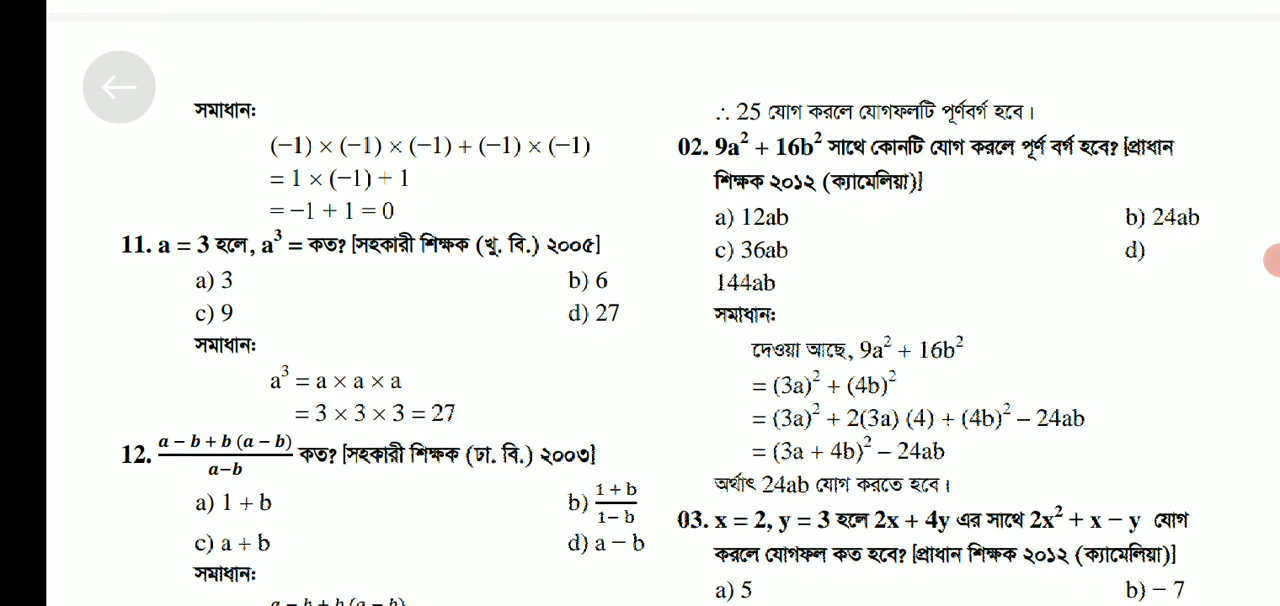 সমাধানঃ
(−1) × (−1) × (−1) + (−1) × (−1)
= 1 × (−1) + 1
= −1 + 1 = 0
11. a = 3 হলে, a³ = কত? [সহকারী শিক্ষক (খু. বি.) ২০০৫]
a) 3 b) 6
c) 9 d) 27
সমাধানঃ
a³ = a × a × a
= 3 × 3 × 3 = 27
12. (a − b + b (a − b))/(a−b) কত? [সহকারী শিক্ষক (ঢা. বি.) ২০০৩]
a) 1 + b b) (1 + b)/(1− b)
c) a + b d) a − b
সমাধানঃ
a − b + b (a − b)
∴ 25 যোগ করলে যোগফলটি পূর্ণবর্গ হবে।
02. 9a² + 16b² সাথে কোনটি যোগ করলে পূর্ণ বর্গ হবে? [প্রাধান
শিক্ষক ২০১২ (ক্যামেলিয়া)]
a) 12ab b) 24ab
c) 36ab d)
144ab
সমাধানঃ
দেওয়া আছে, 9a² + 16b²
= (3a)² + (4b)²
= (3a)² + 2(3a) (4) + (4b)² − 24ab
= (3a + 4b)² − 24ab
অর্থাৎ 24ab যোগ করতে হবে।
03. x = 2, y = 3 হলে 2x + 4y এর সাথে 2x² + x − y যোগ
করলে যোগফল কত হবে? [প্রাধান শিক্ষক ২০১২ (ক্যামেলিয়া)]
a) 5 b) − 7